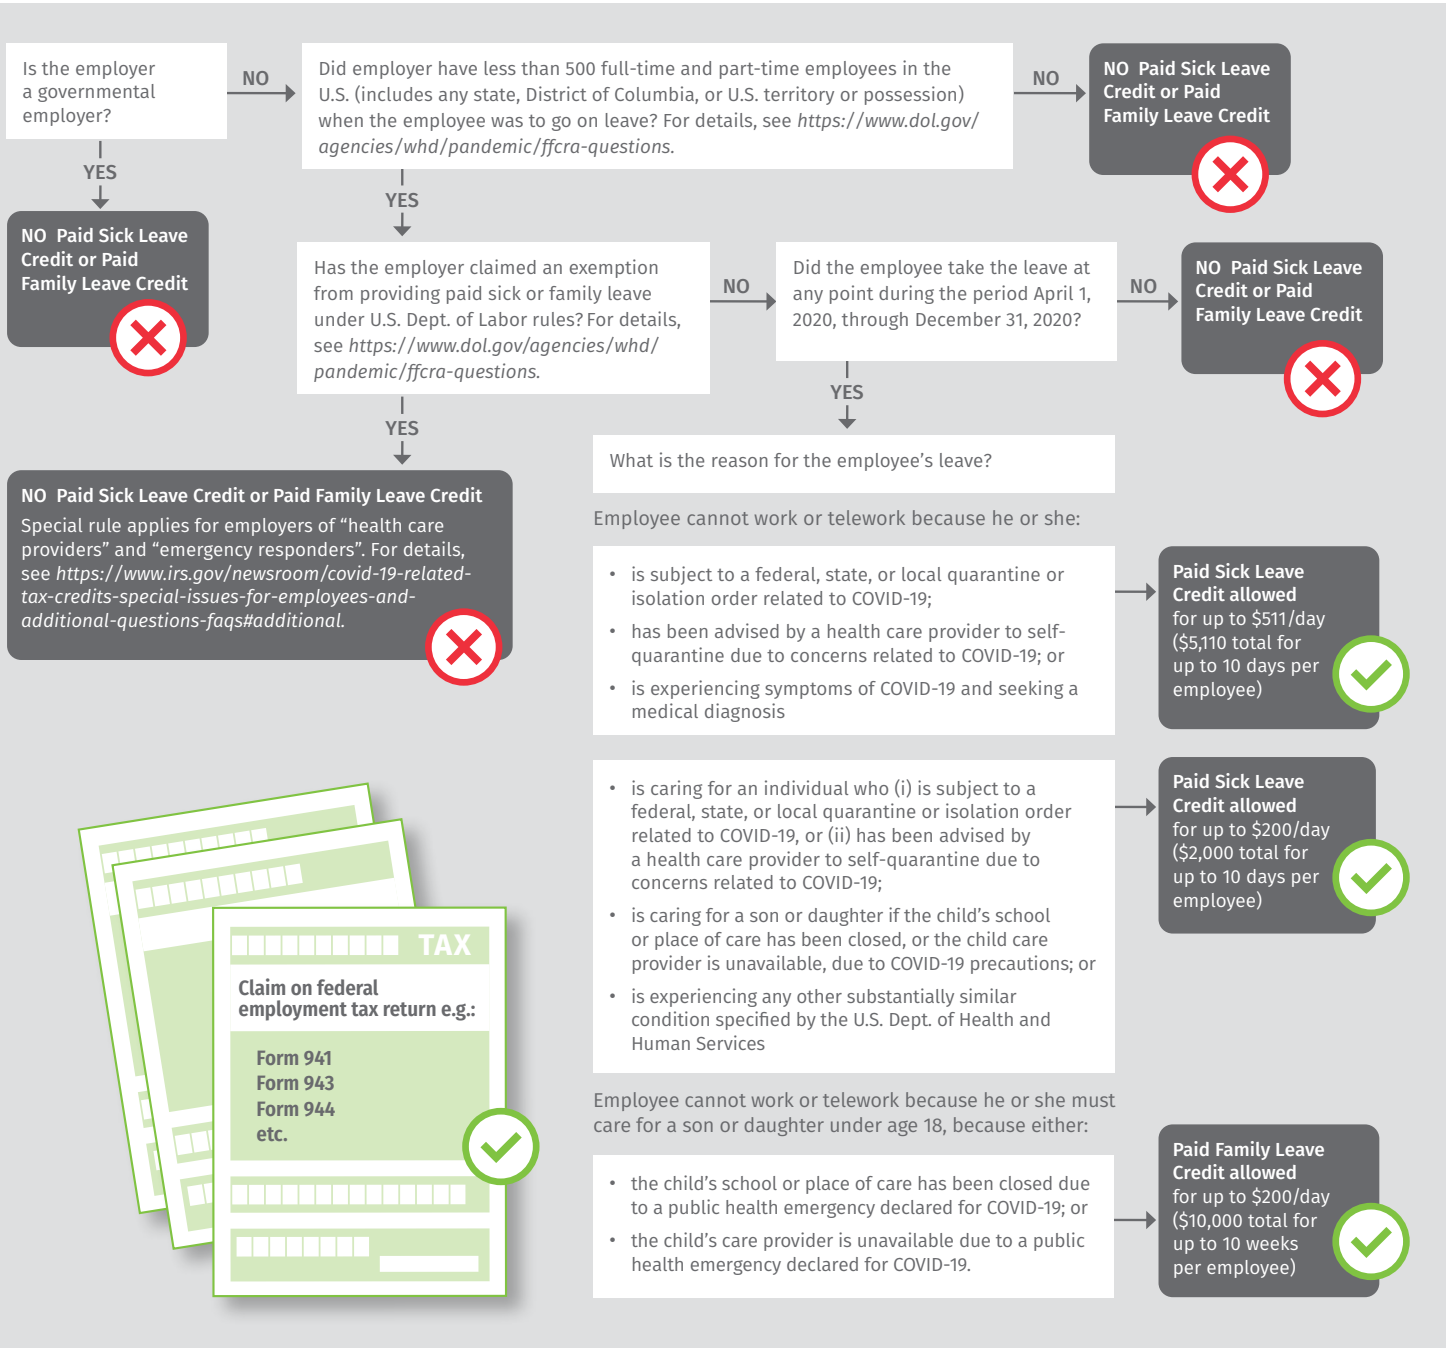 Is the employer
a governmental
employer?
NO
Did employer have less than 500 full-time and part-time employees in the
U.S. (includes any state, District of Columbia, or U.S. territory or possession)
when the employee was to go on leave? For details, see https://www.dol.gov/
agencies/whd/pandemic/ffcra-questions.
NO
NO Paid Sick Leave
Credit or Paid
Family Leave Credit
YES
NO Paid Sick Leave
Credit or Paid
Family Leave Credit
YES
Has the employer claimed an exemption
from providing paid sick or family leave
under U.S. Dept. of Labor rules? For details,
see https://www.dol.gov/agencies/whd/
pandemic/ffcra-questions.
NO
Did the employee take the leave at
any point during the period April 1,
2020, through December 31, 2020?
NO
NO Paid Sick Leave
Credit or Paid
Family Leave Credit
YES
NO Paid Sick Leave Credit or Paid Family Leave Credit
Special rule applies for employers of “health care
providers” and “emergency responders”. For details,
see https://www.irs.gov/newsroom/covid-19-related-
tax-credits-special-issues-for-employees-and-
additional-questions-faqs#additional.
YES
What is the reason for the employee’s leave?
Employee cannot work or telework because he or she:
• is subject to a federal, state, or local quarantine or
isolation order related to COVID-19;
• has been advised by a health care provider to self-
quarantine due to concerns related to COVID-19; or
• is experiencing symptoms of COVID-19 and seeking a
medical diagnosis
Paid Sick Leave
Credit allowed
for up to $511/day
($5,110 total for
up to 10 days per
employee)
• is caring for an individual who (i) is subject to a
federal, state, or local quarantine or isolation order
related to COVID-19, or (ii) has been advised by
a health care provider to self-quarantine due to
concerns related to COVID-19;
• is caring for a son or daughter if the child’s school
or place of care has been closed, or the child care
provider is unavailable, due to COVID-19 precautions; or
• is experiencing any other substantially similar
condition specified by the U.S. Dept. of Health and
Human Services
Paid Sick Leave
Credit allowed
for up to $200/day
($2,000 total for
up to 10 days per
employee)
Employee cannot work or telework because he or she must
care for a son or daughter under age 18, because either:
• the child’s school or place of care has been closed due
to a public health emergency declared for COVID-19; or
• the child’s care provider is unavailable due to a public
health emergency declared for COVID-19.
Paid Family Leave
Credit allowed
for up to $200/day
($10,000 total for
up to 10 weeks
per employee)
TAX
Claim on federal
employment tax return e.g.:
Form 941
Form 943
Form 944
etc.